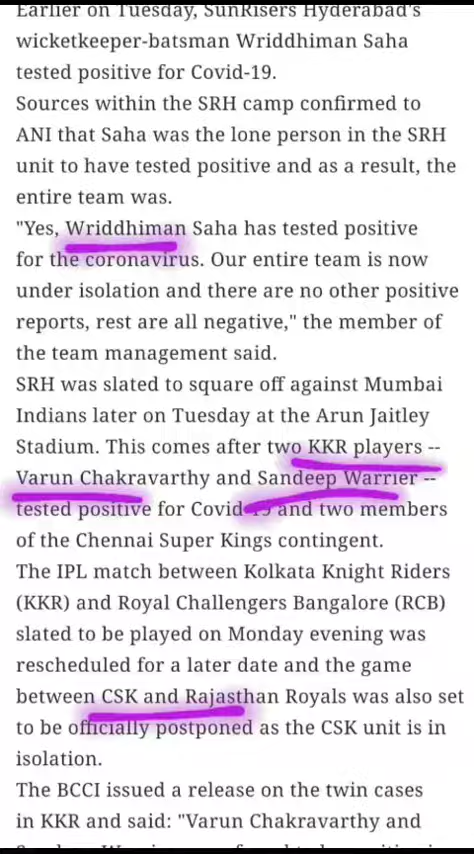 Earlier on Tuesday, SunRisers Hyderabad's
wicketkeeper-batsman Wriddhiman Saha
tested positive for Covid-19.
Sources within the SRH camp confirmed to
ANI that Saha was the lone person in the SRH
unit to have tested positive and as a result, the
entire team was.
"Yes, Wriddhiman Saha has tested positive
for the coronavirus. Our entire team is now
under isolation and there are no other positive
reports, rest are all negative," the member of
the team management said.
SRH was slated to square off against Mumbai
Indians later on Tuesday at the Arun Jaitley
Stadium. This comes after two KKR players --
Varun Chakravarthy and Sandeep Warrier --
tested positive for Covid-19 and two members
of the Chennai Super Kings contingent.
The IPL match between Kolkata Knight Riders
(KKR) and Royal Challengers Bangalore (RCB)
slated to be played on Monday evening was
rescheduled for a later date and the game
between CSK and Rajasthan Royals was also set
to be officially postponed as the CSK unit is in
isolation.
The BCCI issued a release on the twin cases
in KKR and said: "Varun Chakravarthy and